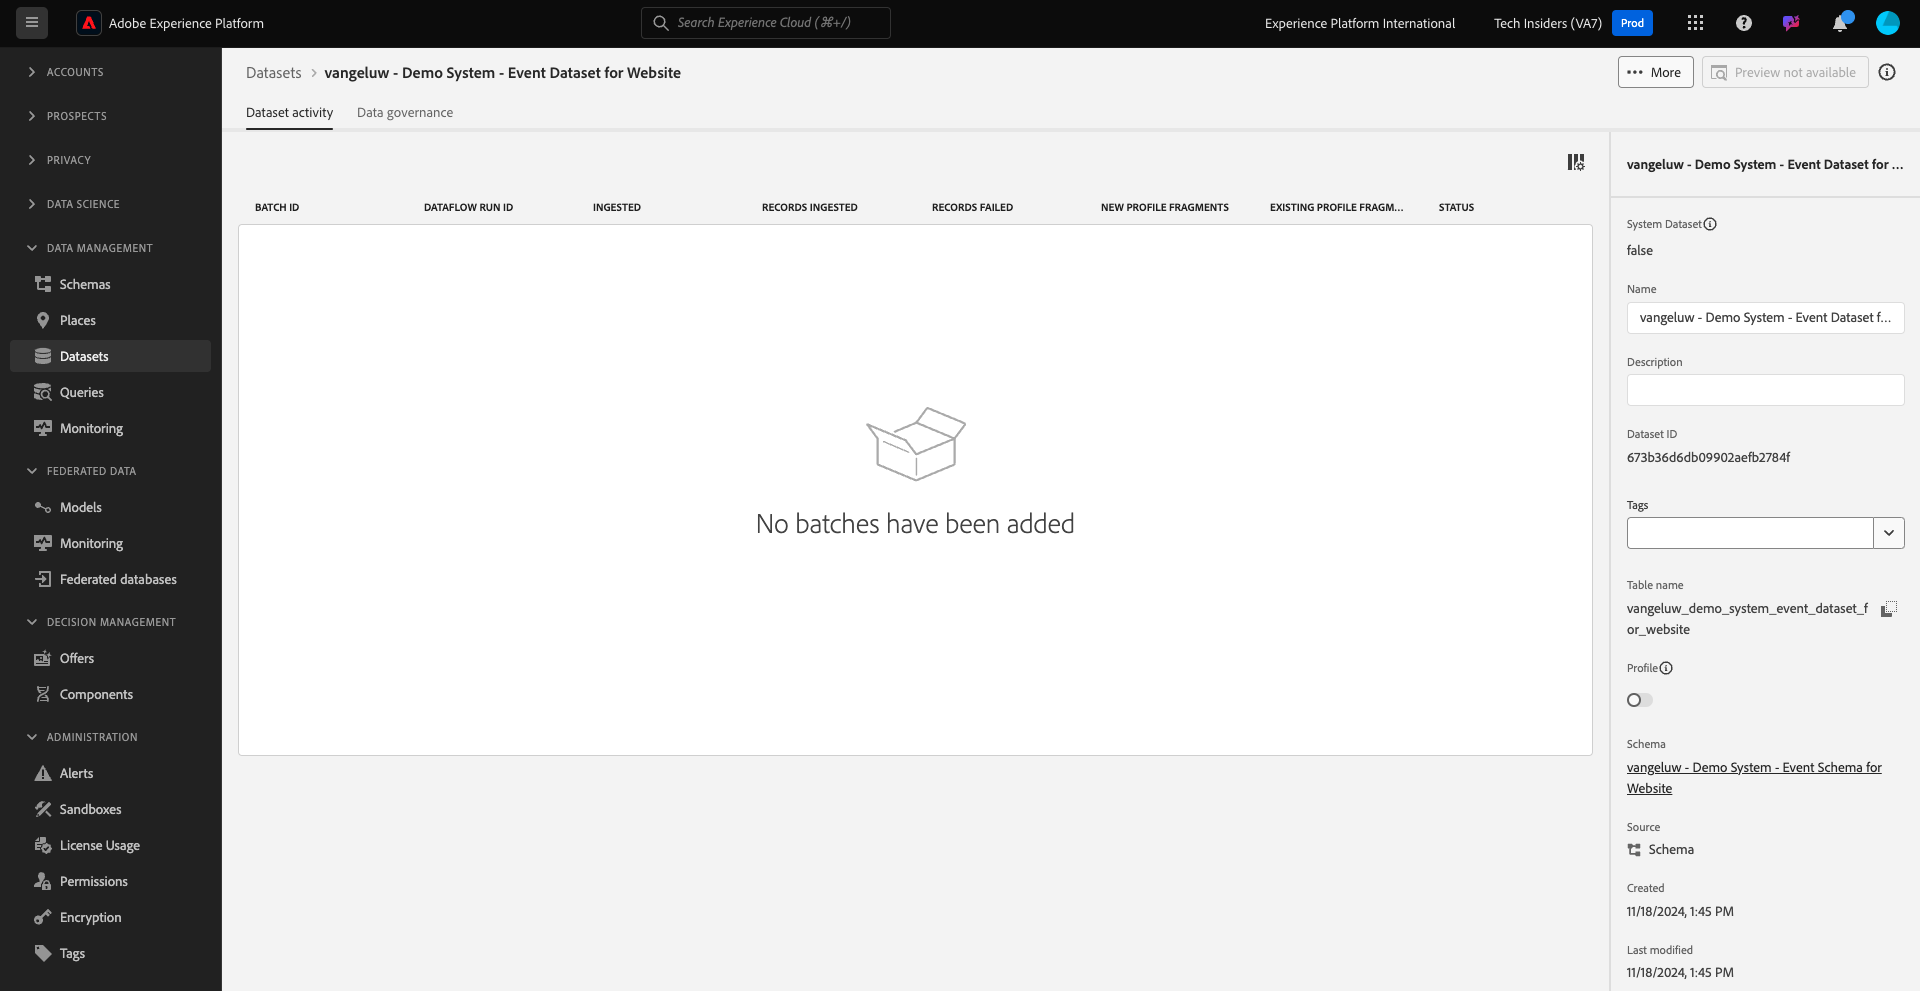 Adobe Experience Platform
Search Experience Cloud (⌘+/)
Experience Platform International
Tech Insiders (VA7)
Prod
ACCOUNTS
PROSPECTS
PRIVACY
DATA SCIENCE
DATA MANAGEMENT
Schemas
Places
Datasets
Queries
Monitoring
FEDERATED DATA
Models
Monitoring
Federated databases
DECISION MANAGEMENT
Offers
Components
ADMINISTRATION
Alerts
Sandboxes
License Usage
Permissions
Encryption
Tags
Datasets > vangeluw - Demo System - Event Dataset for Website
More
Preview not available
Dataset activity
Data governance
BATCH ID
DATAFLOW RUN ID
INGESTED
RECORDS INGESTED
RECORDS FAILED
NEW PROFILE FRAGMENTS
EXISTING PROFILE FRAGM...
STATUS
No batches have been added
vangeluw - Demo System - Event Dataset for ...
System Dataset
false
Name
vangeluw - Demo System - Event Dataset f...
Description
Dataset ID
673b36d6db09902aefb2784f
Tags
Table name
vangeluw_demo_system_event_dataset_f
or_website
Profile
Schema
vangeluw - Demo System - Event Schema for
Website
Source
Schema
Created
11/18/2024, 1:45 PM
Last modified
11/18/2024, 1:45 PM